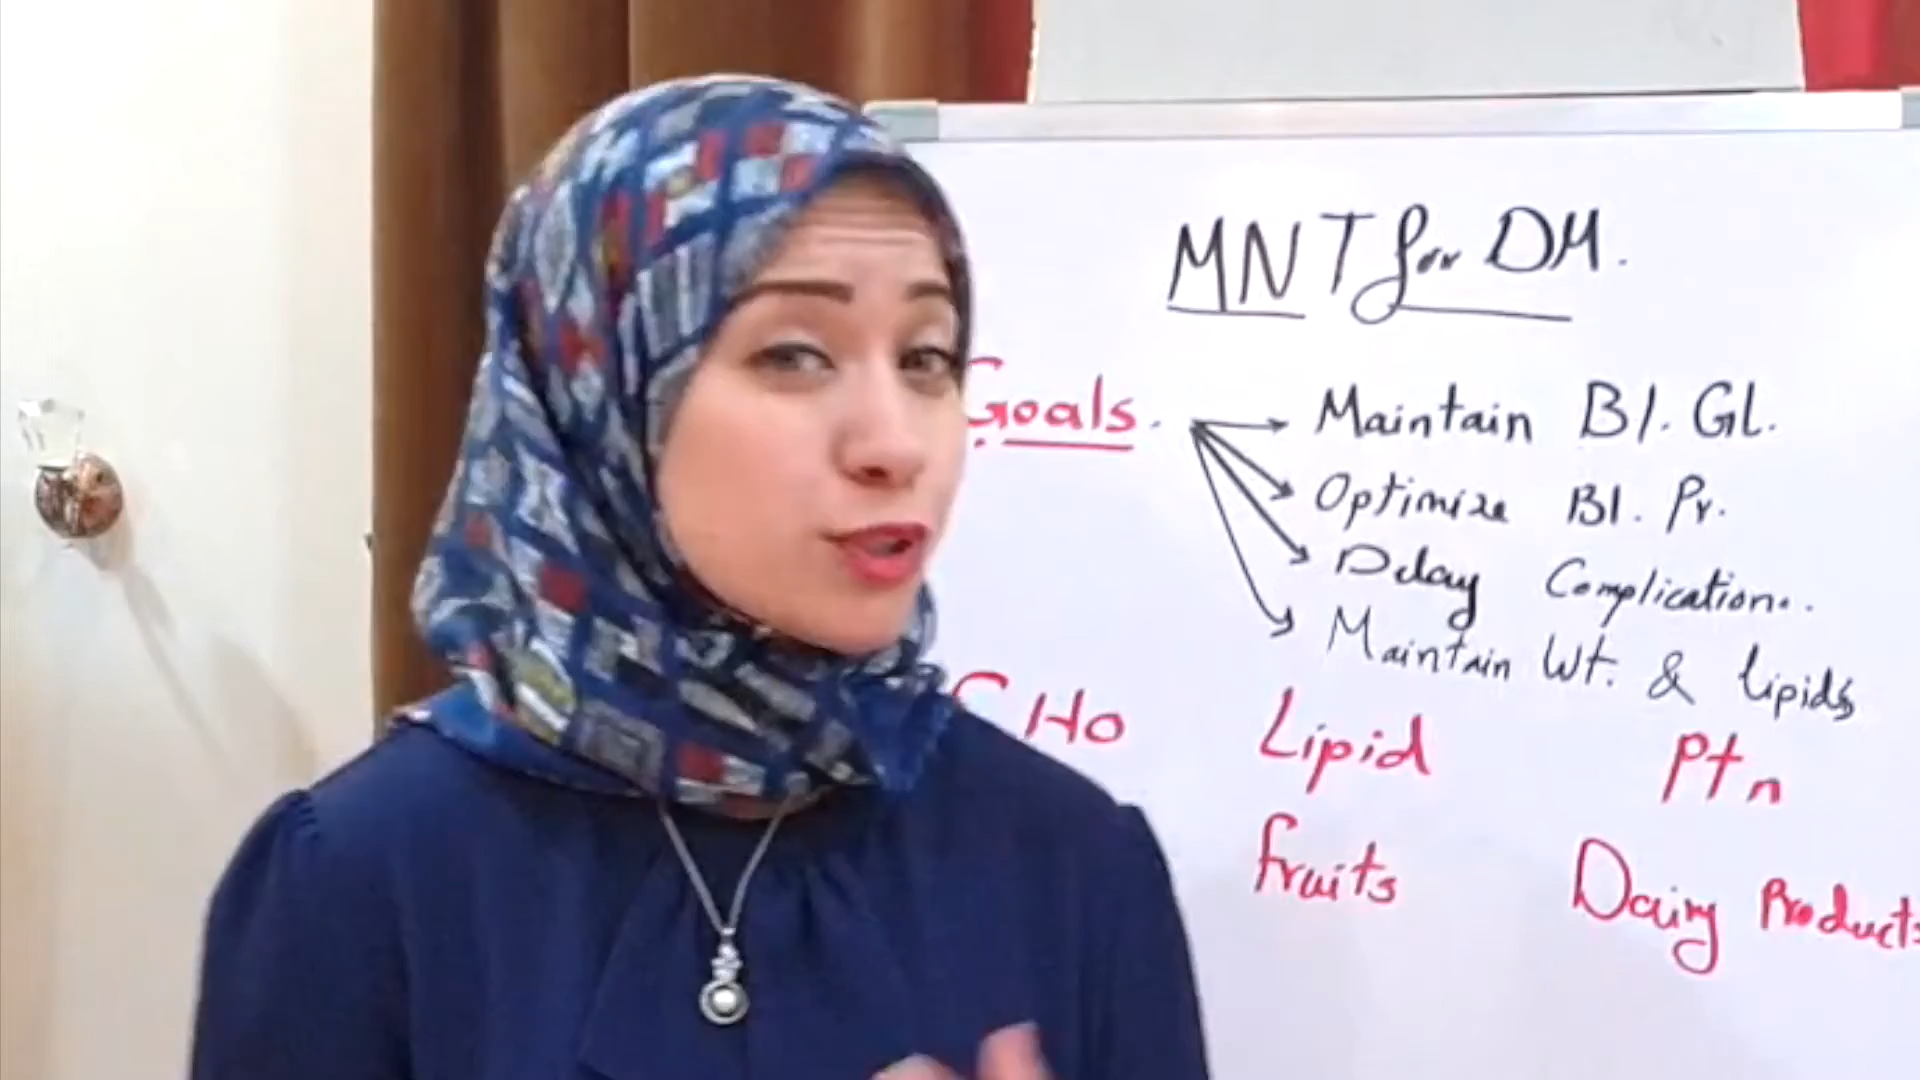 MNT for DM.
Goals.
Maintain Bl. Gl.
Optimize Bl. Pr.
Delay Complications.
Maintain Wt. & lipids
CHo Lipid Ptn
fruits Dairy Products